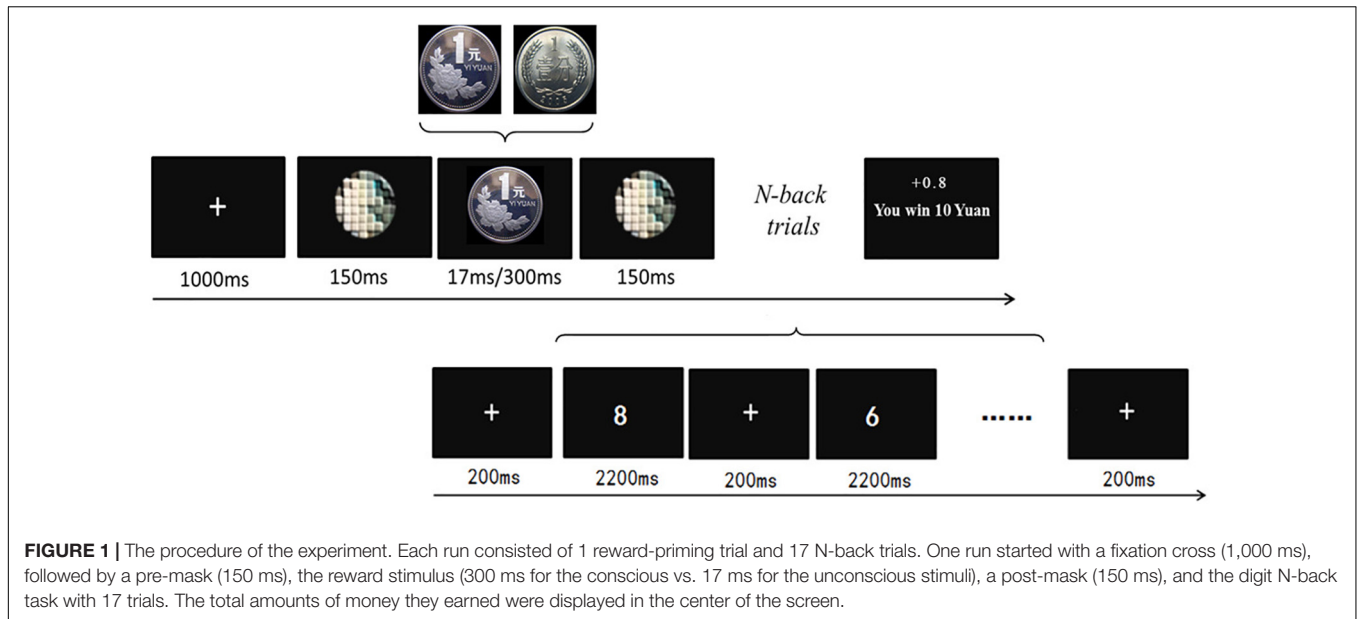 1
元
YI YUAN
1
壹分
2005
+
1
元
YI YUAN
N-back
trials
+0.8
You win 10 Yuan
1000ms
150ms
17ms/300ms
150ms
+
8
+
6
......
+
200ms
2200ms
200ms
2200ms
200ms
FIGURE 1 | The procedure of the experiment. Each run consisted of 1 reward-priming trial and 17 N-back trials. One run started with a fixation cross (1,000 ms),
followed by a pre-mask (150 ms), the reward stimulus (300 ms for the conscious vs. 17 ms for the unconscious stimuli), a post-mask (150 ms), and the digit N-back
task with 17 trials. The total amounts of money they earned were displayed in the center of the screen.